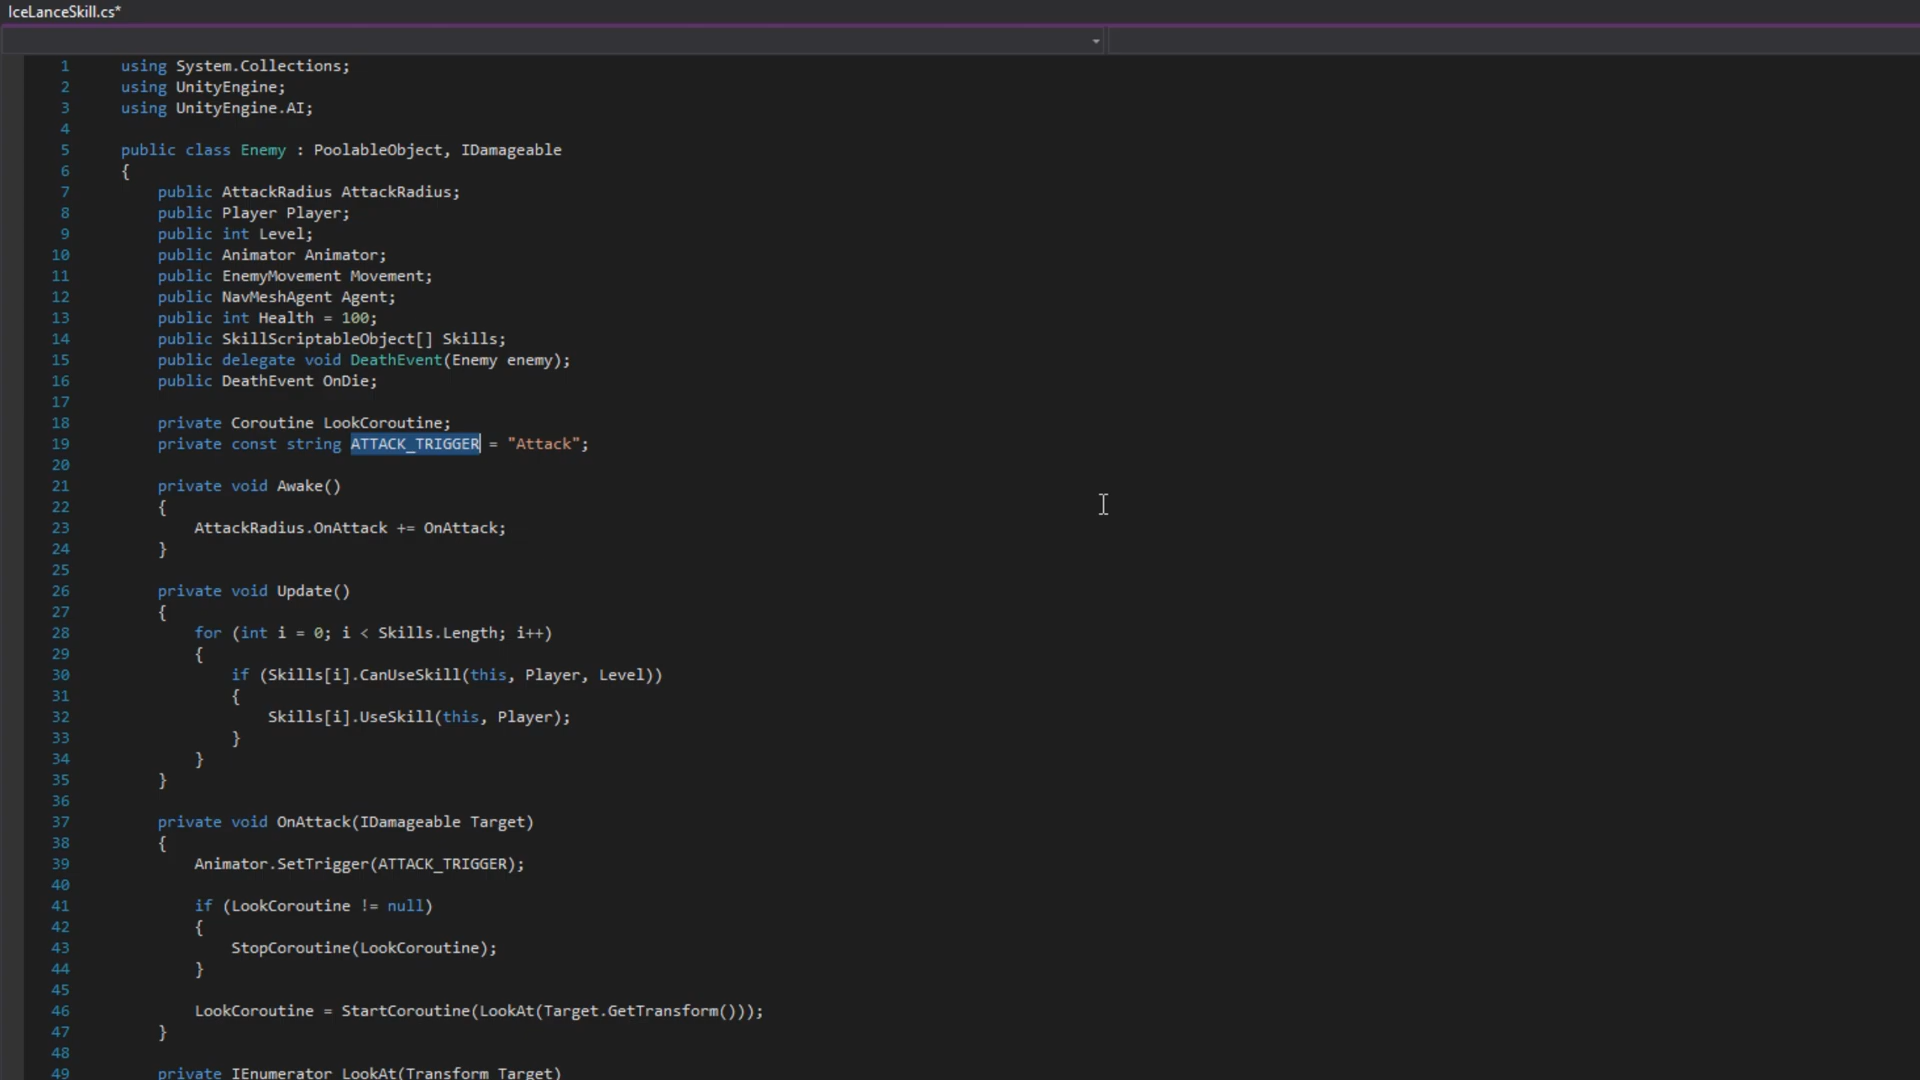 IceLanceSkill.cs*
1 using System.Collections;
2 using UnityEngine;
3 using UnityEngine.AI;
4
5 public class Enemy : PoolableObject, IDamageable
6 {
7 public AttackRadius AttackRadius;
8 public Player Player;
9 public int Level;
10 public Animator Animator;
11 public EnemyMovement Movement;
12 public NavMeshAgent Agent;
13 public int Health = 100;
14 public SkillScriptableObject[] Skills;
15 public delegate void DeathEvent(Enemy enemy);
16 public DeathEvent OnDie;
17
18 private Coroutine LookCoroutine;
19 private const string ATTACK_TRIGGER = "Attack";
20
21 private void Awake()
22 {
23 AttackRadius.OnAttack += OnAttack;
24 }
25
26 private void Update()
27 {
28 for (int i = 0; i < Skills.Length; i++)
29 {
30 if (Skills[i].CanUseSkill(this, Player, Level))
31 {
32 Skills[i].UseSkill(this, Player);
33 }
34 }
35 }
36
37 private void OnAttack(IDamageable Target)
38 {
39 Animator.SetTrigger(ATTACK_TRIGGER);
40
41 if (LookCoroutine != null)
42 {
43 StopCoroutine(LookCoroutine);
44 }
45
46 LookCoroutine = StartCoroutine(LookAt(Target.GetTransform()));
47 }
48
49 private IEnumerator LookAt(Transform Target)